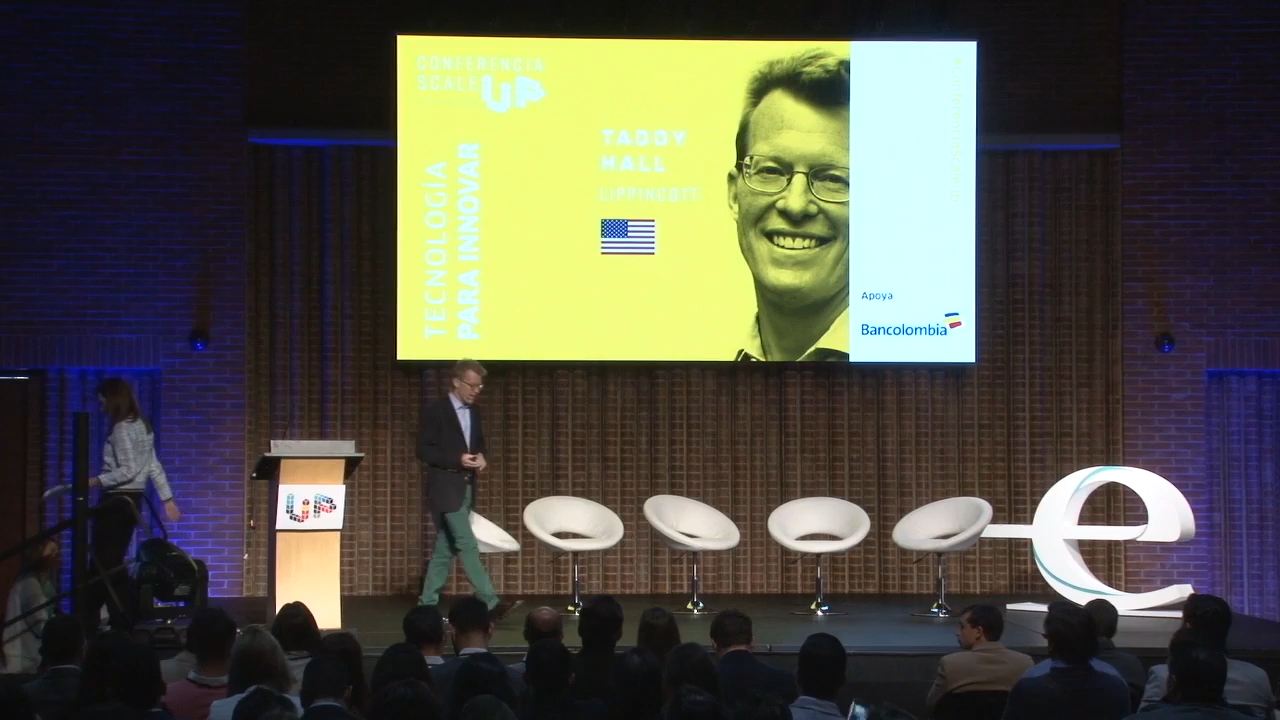 CONFERENCIA
SCALE UP
TECNOLOGÍA
PARA INNOVAR
TADDY
HALL
LIPPINCOTT
Apoya
Bancolombia
UP
e